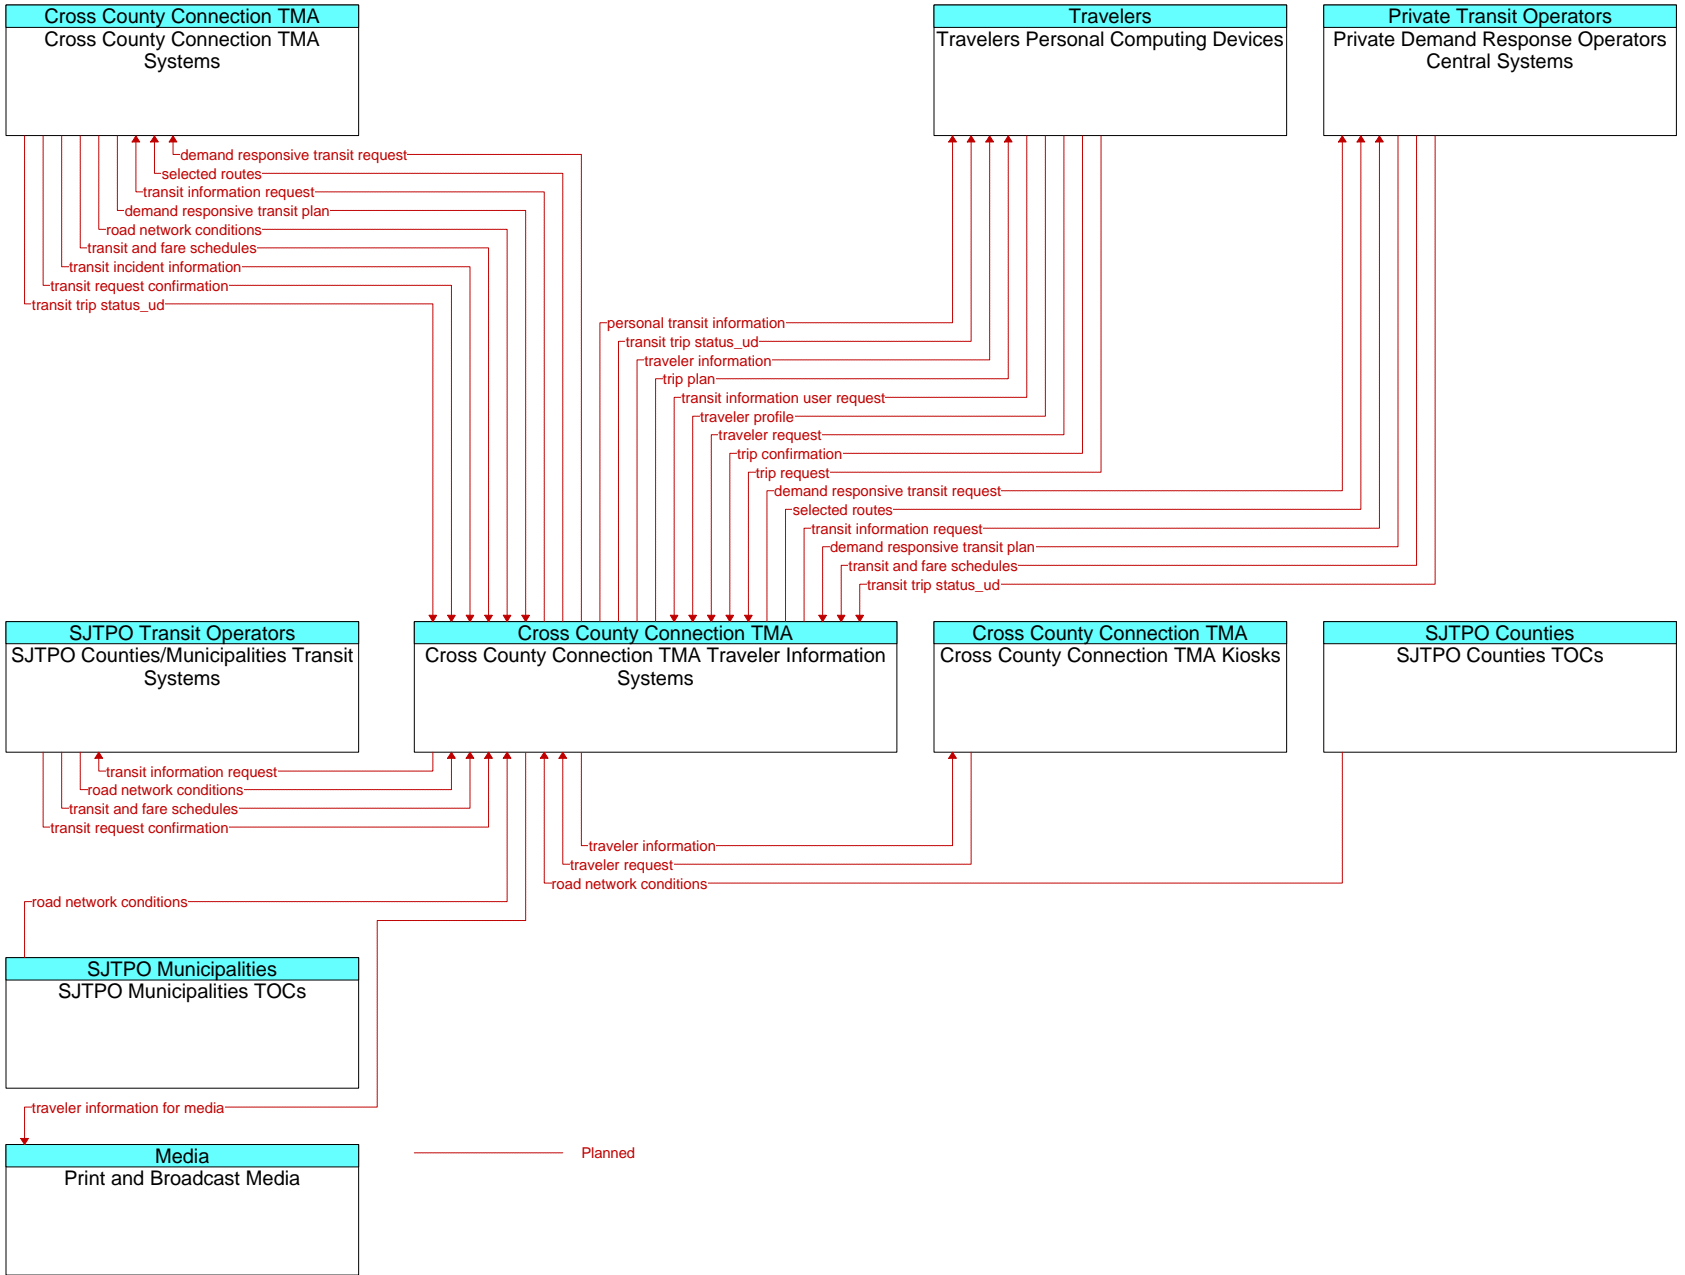 Cross County Connection TMA
Cross County Connection TMA
Systems
Travelers
Travelers Personal Computing Devices
Private Transit Operators
Private Demand Response Operators
Central Systems
demand responsive transit request
selected routes
transit information request
demand responsive transit plan
road network conditions
transit and fare schedules
transit incident information
transit request confirmation
transit trip status_ud
personal transit information
transit trip status_ud
traveler information
trip plan
transit information user request
traveler profile
traveler request
trip confirmation
trip request
demand responsive transit request
selected routes
transit information request
demand responsive transit plan
transit and fare schedules
transit trip status_ud
SJTPO Transit Operators
SJTPO Counties/Municipalities Transit
Systems
Cross County Connection TMA
Cross County Connection TMA Traveler Information
Systems
Cross County Connection TMA
Cross County Connection TMA Kiosks
SJTPO Counties
SJTPO Counties TOCs
transit information request
road network conditions
transit and fare schedules
transit request confirmation
traveler information
traveler request
road network conditions
road network conditions
SJTPO Municipalities
SJTPO Municipalities TOCs
traveler information for media
Media
Print and Broadcast Media
Planned